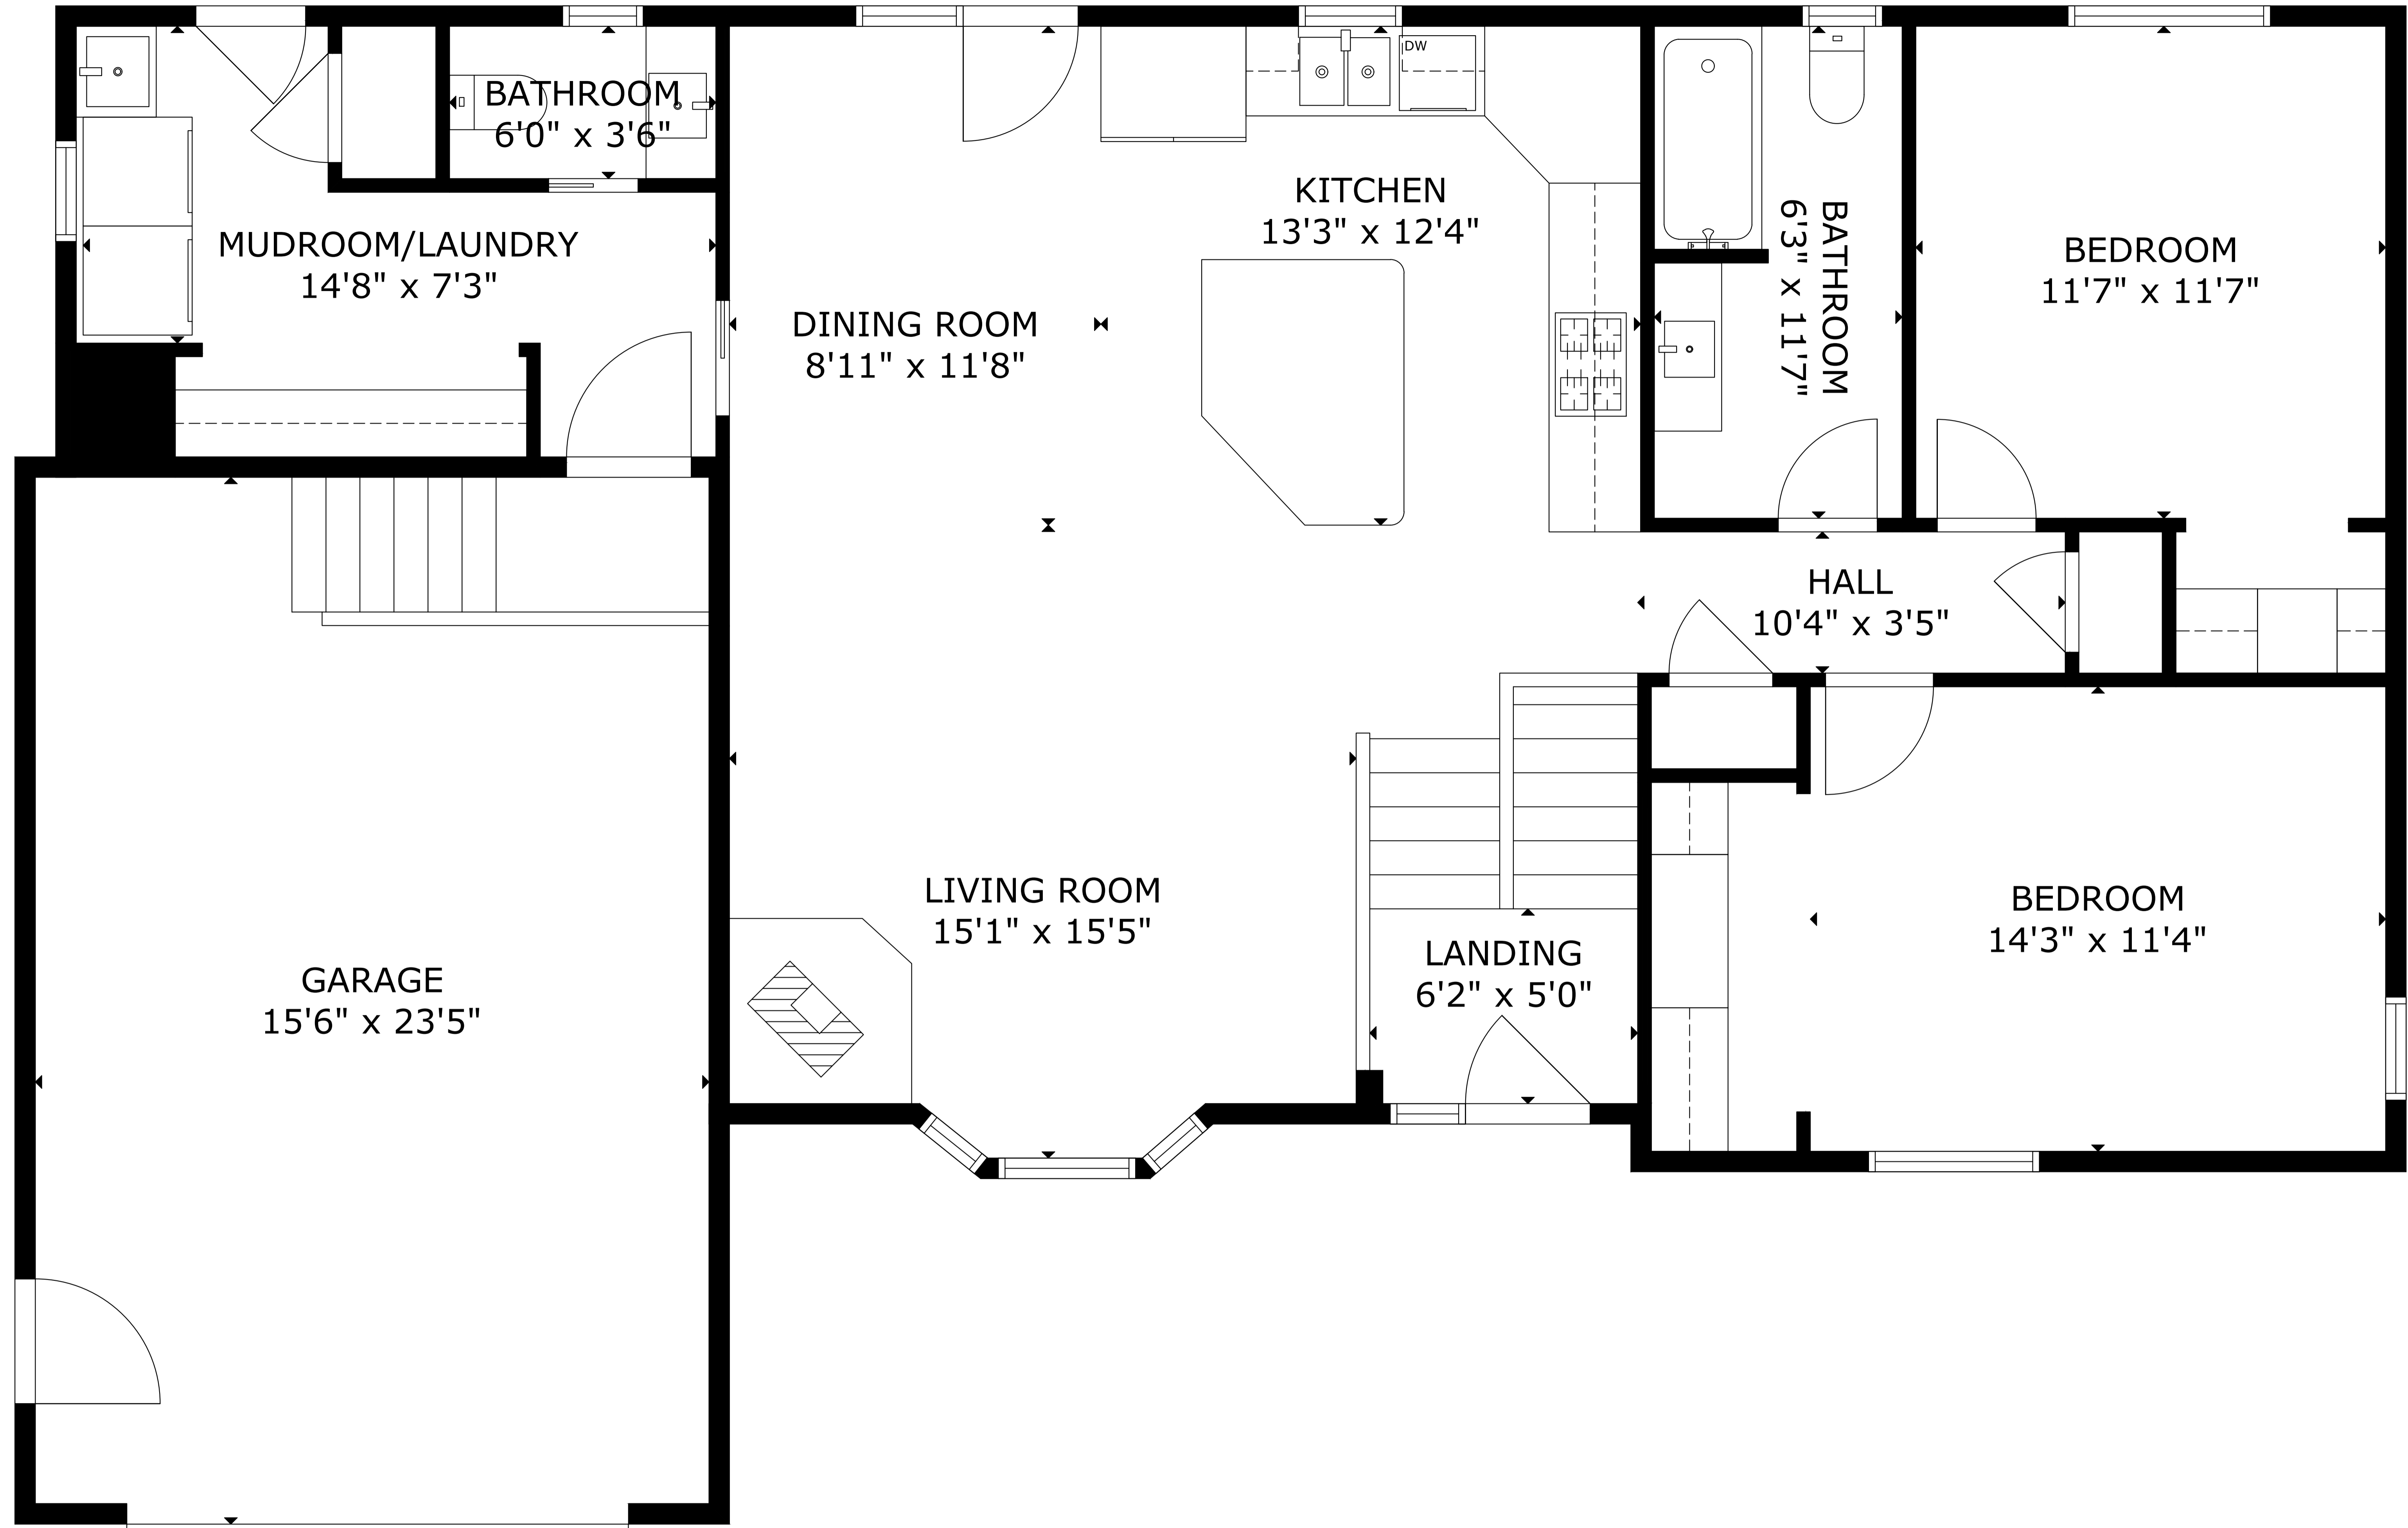 BATHROOM
6'0" x 3'6"
DW
KITCHEN
13'3" x 12'4"
MUDROOM/LAUNDRY
14'8" x 7'3"
DINING ROOM
8'11" x 11'8"
BATHROOM
6'3" x 11'7"
BEDROOM
11'7" x 11'7"
HALL
10'4" x 3'5"
LIVING ROOM
15'1" x 15'5"
LANDING
6'2" x 5'0"
BEDROOM
14'3" x 11'4"
GARAGE
15'6" x 23'5"